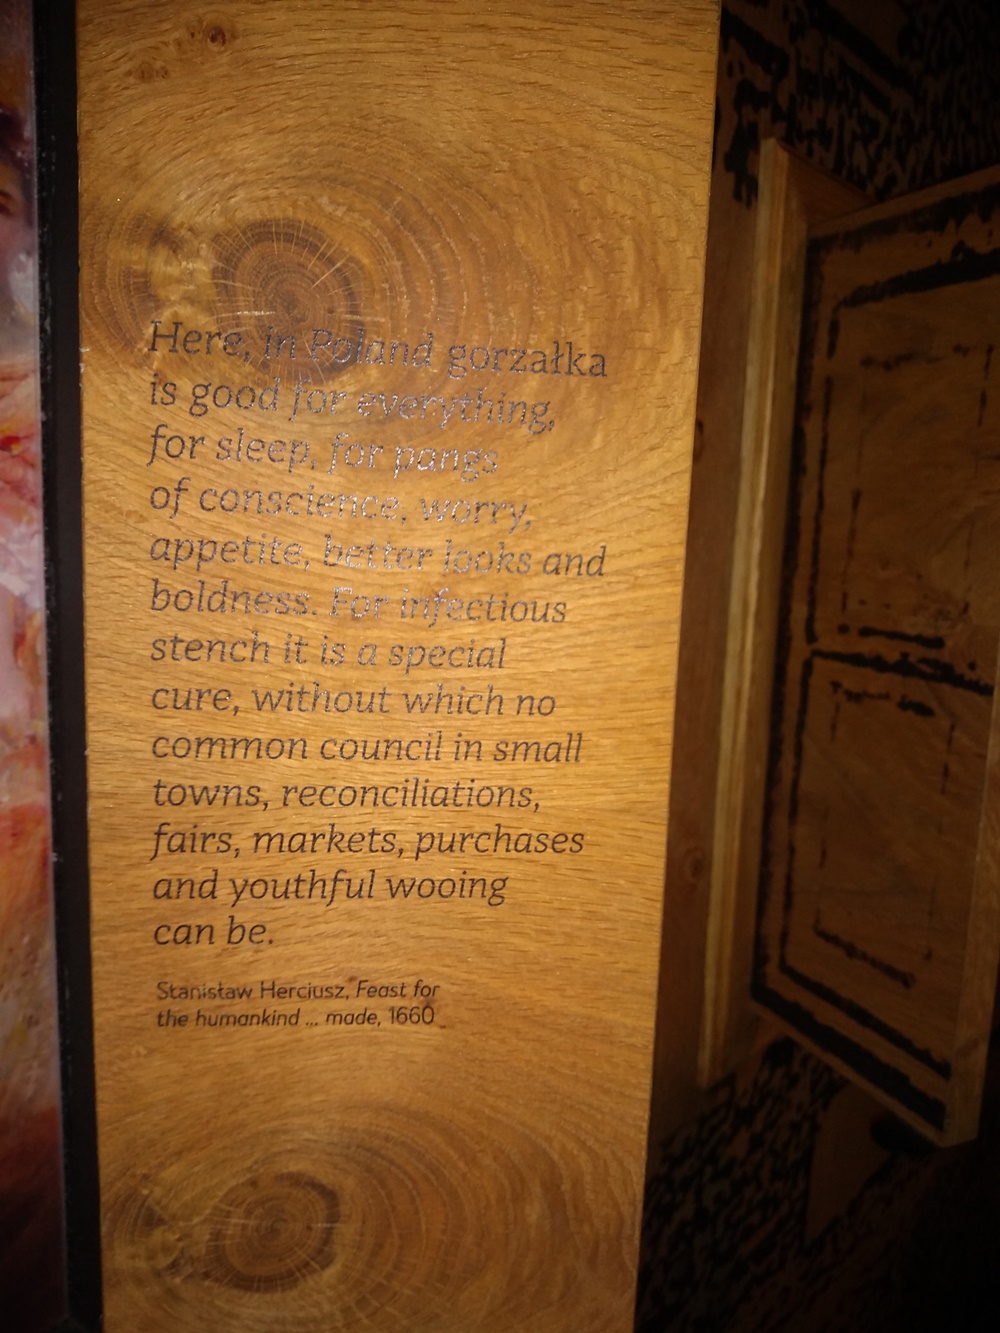 Here, in Poland gorzałka
is good for everything,
for sleep, for pangs
of conscience, worry,
appetite, better looks and
boldness. For infectious
stench it is a special
cure, without which no
common council in small
towns, reconciliations,
fairs, markets, purchases
and youthful wooing
can be.
Stanisław Herciusz, Feast for
the humankind ... made, 1660